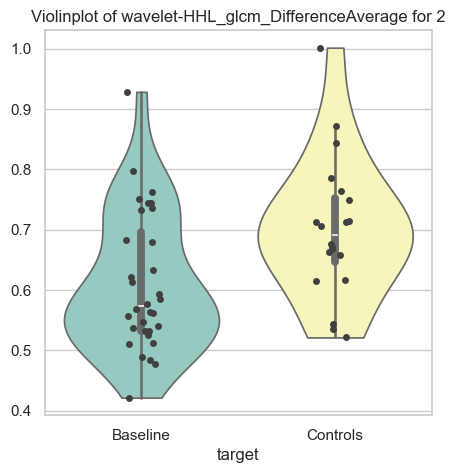 Violinplot of wavelet-HHL_glcm_DifferenceAverage for 2
1.0
0.9
0.8
0.7
0.6
0.5
0.4
Baseline Controls
target